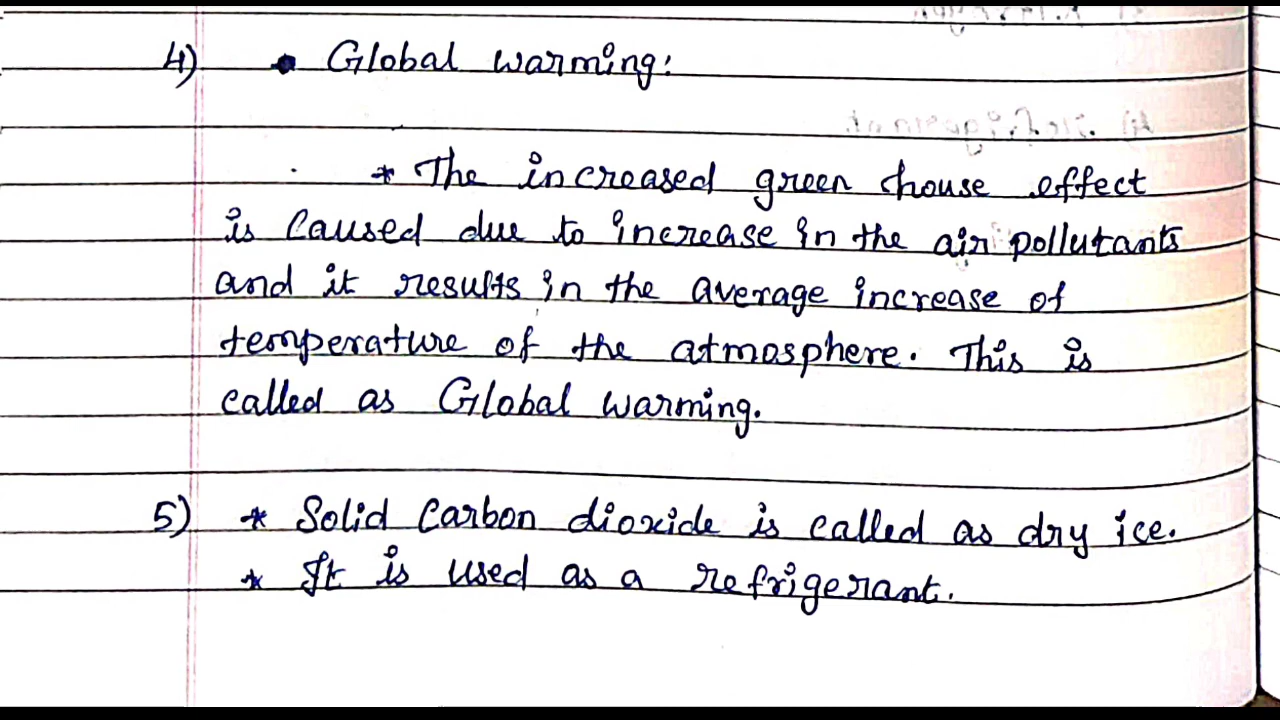 4) • Global warming:
* The increased green house effect
is caused due to increase in the air pollutants
and it results in the average increase of
temperature of the atmosphere. This is
called as Global warming.
5) * Solid Carbon dioxide is called as dry ice.
* It is used as a refrigerant.